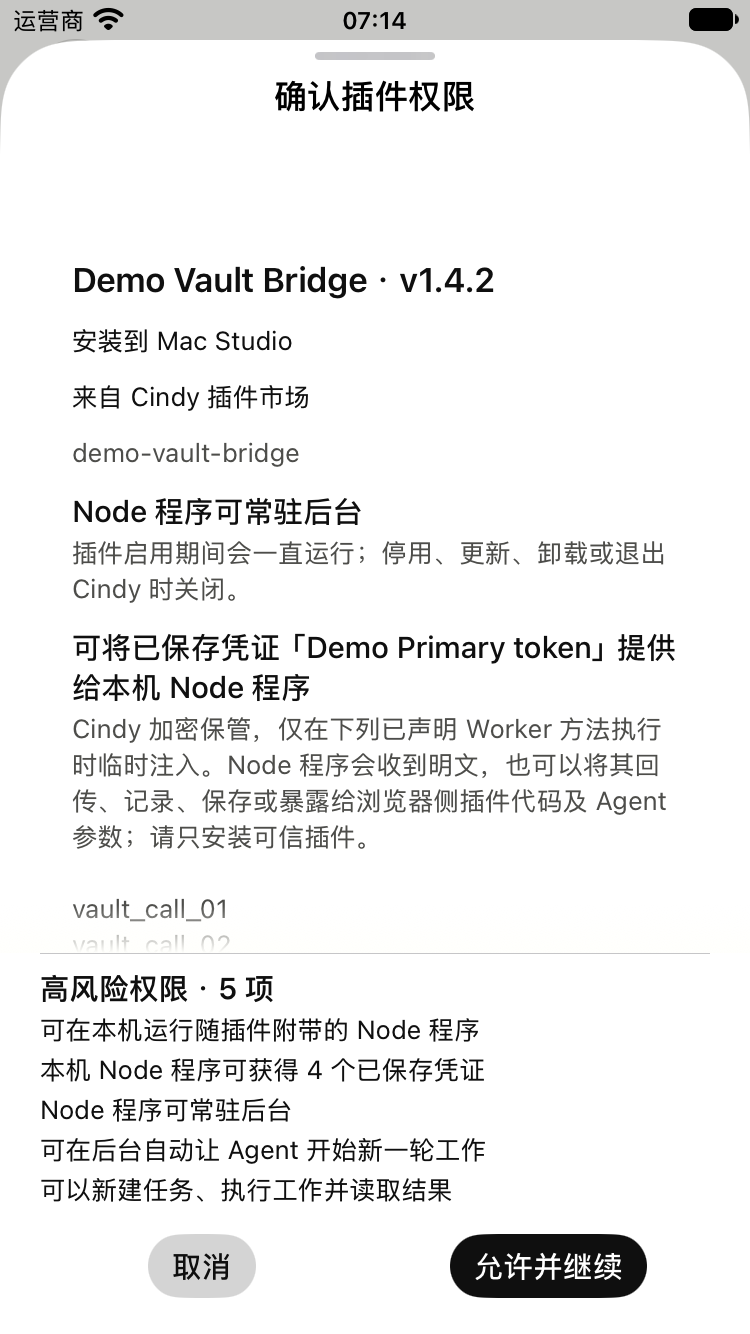 运营商
07:14
确认插件权限
Demo Vault Bridge · v1.4.2
安装到 Mac Studio
来自 Cindy 插件市场
demo-vault-bridge
Node 程序可常驻后台
插件启用期间会一直运行；停用、更新、卸载或退出
Cindy 时关闭。
可将已保存凭证「Demo Primary token」提供
给本机 Node 程序
Cindy 加密保管，仅在下列已声明 Worker 方法执行
时临时注入。Node 程序会收到明文，也可以将其回
传、记录、保存或暴露给浏览器侧插件代码及 Agent
参数；请只安装可信插件。
vault_call_01
vault_call_02
高风险权限 · 5 项
可在本机运行随插件附带的 Node 程序
本机 Node 程序可获得 4 个已保存凭证
Node 程序可常驻后台
可在后台自动让 Agent 开始新一轮工作
可以新建任务、执行工作并读取结果
取消
允许并继续